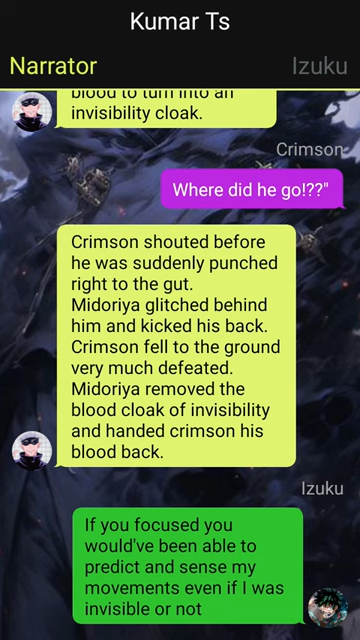 Kumar Ts
Narrator
Izuku
blood to turn into an
invisibility cloak.
Crimson
Where did he go!??"
Crimson shouted before
he was suddenly punched
right to the gut.
Midoriya glitched behind
him and kicked his back.
Crimson fell to the ground
very much defeated.
Midoriya removed the
blood cloak of invisibility
and handed crimson his
blood back.
Izuku
If you focused you
would've been able to
predict and sense my
movements even if I was
invisible or not